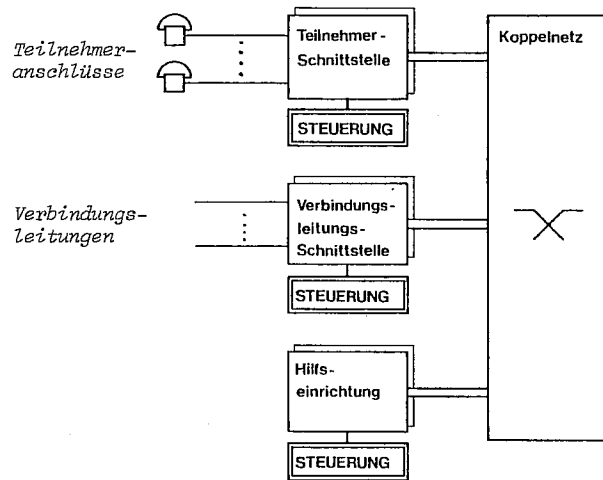 Teilnehmer-
anschlüsse
Teilnehmer-
Schnittstelle
STEUERUNG
Koppelnetz
Verbindungs-
leitungen
Verbindungs-
leitungs-
Schnittstelle
STEUERUNG
Hilfs-
einrichtung
STEUERUNG